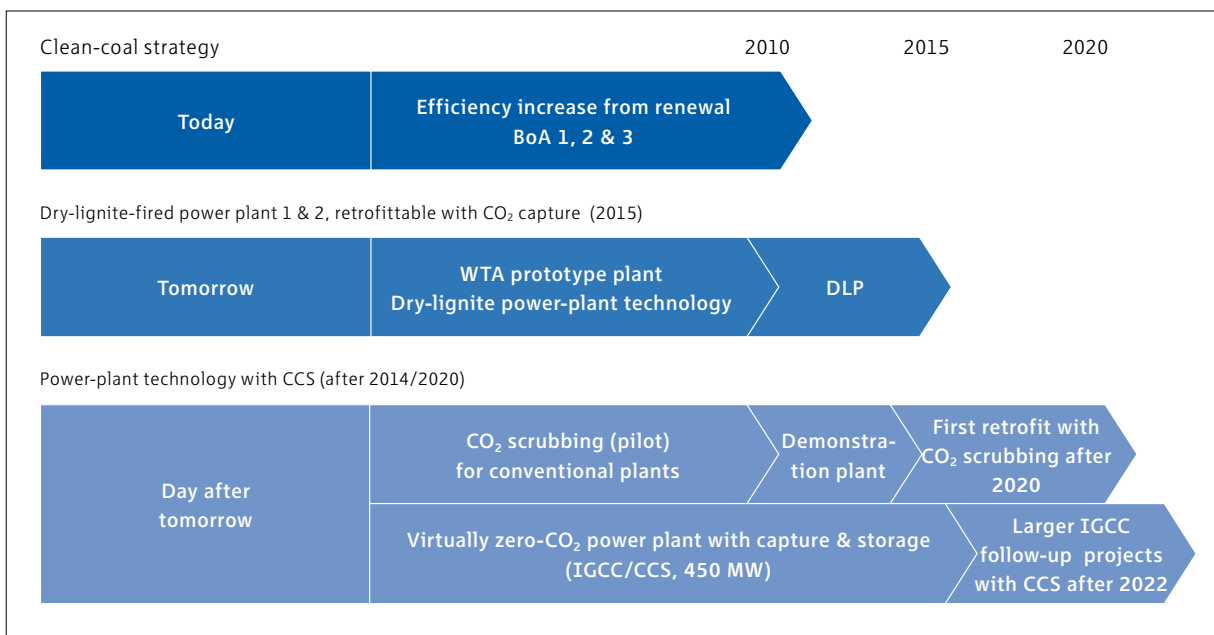 Clean-coal strategy 2010 2015 2020
Today
Efficiency increase from renewal
BoA 1, 2 & 3
Dry-lignite-fired power plant 1 & 2, retrofittable with CO₂ capture (2015)
Tomorrow
WTA prototype plant
Dry-lignite power-plant technology
DLP
Power-plant technology with CCS (after 2014/2020)
Day after
tomorrow
CO₂ scrubbing (pilot)
for conventional plants
Demonstra-
tion plant
First retrofit with
CO₂ scrubbing after
2020
Virtually zero-CO₂ power plant with capture & storage
(IGCC/CCS, 450 MW)
Larger IGCC
follow-up projects
with CCS after 2022